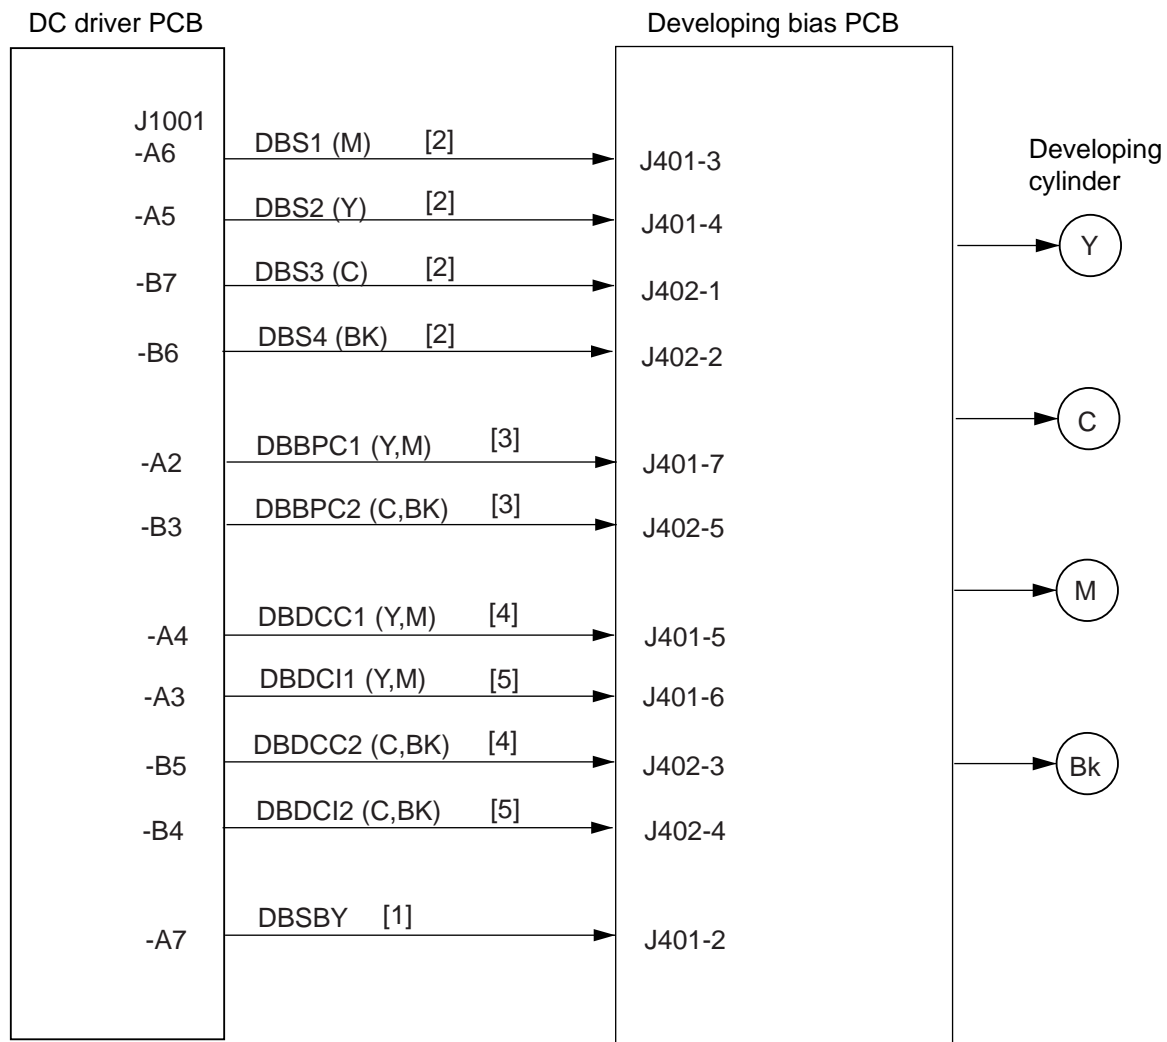 DC driver PCB
Developing bias PCB
J1001
-A6
DBS1 (M) [2]
J401-3
Developing
cylinder
-A5
DBS2 (Y) [2]
J401-4
Y
-B7
DBS3 (C) [2]
J402-1
-B6
DBS4 (BK) [2]
J402-2
C
-A2
DBBPC1 (Y,M) [3]
J401-7
-B3
DBBPC2 (C,BK) [3]
J402-5
M
-A4
DBDCC1 (Y,M) [4]
J401-5
-A3
DBDCI1 (Y,M) [5]
J401-6
-B5
DBDCC2 (C,BK) [4]
J402-3
Bk
-B4
DBDCI2 (C,BK) [5]
J402-4
-A7
DBSBY [1]
J401-2